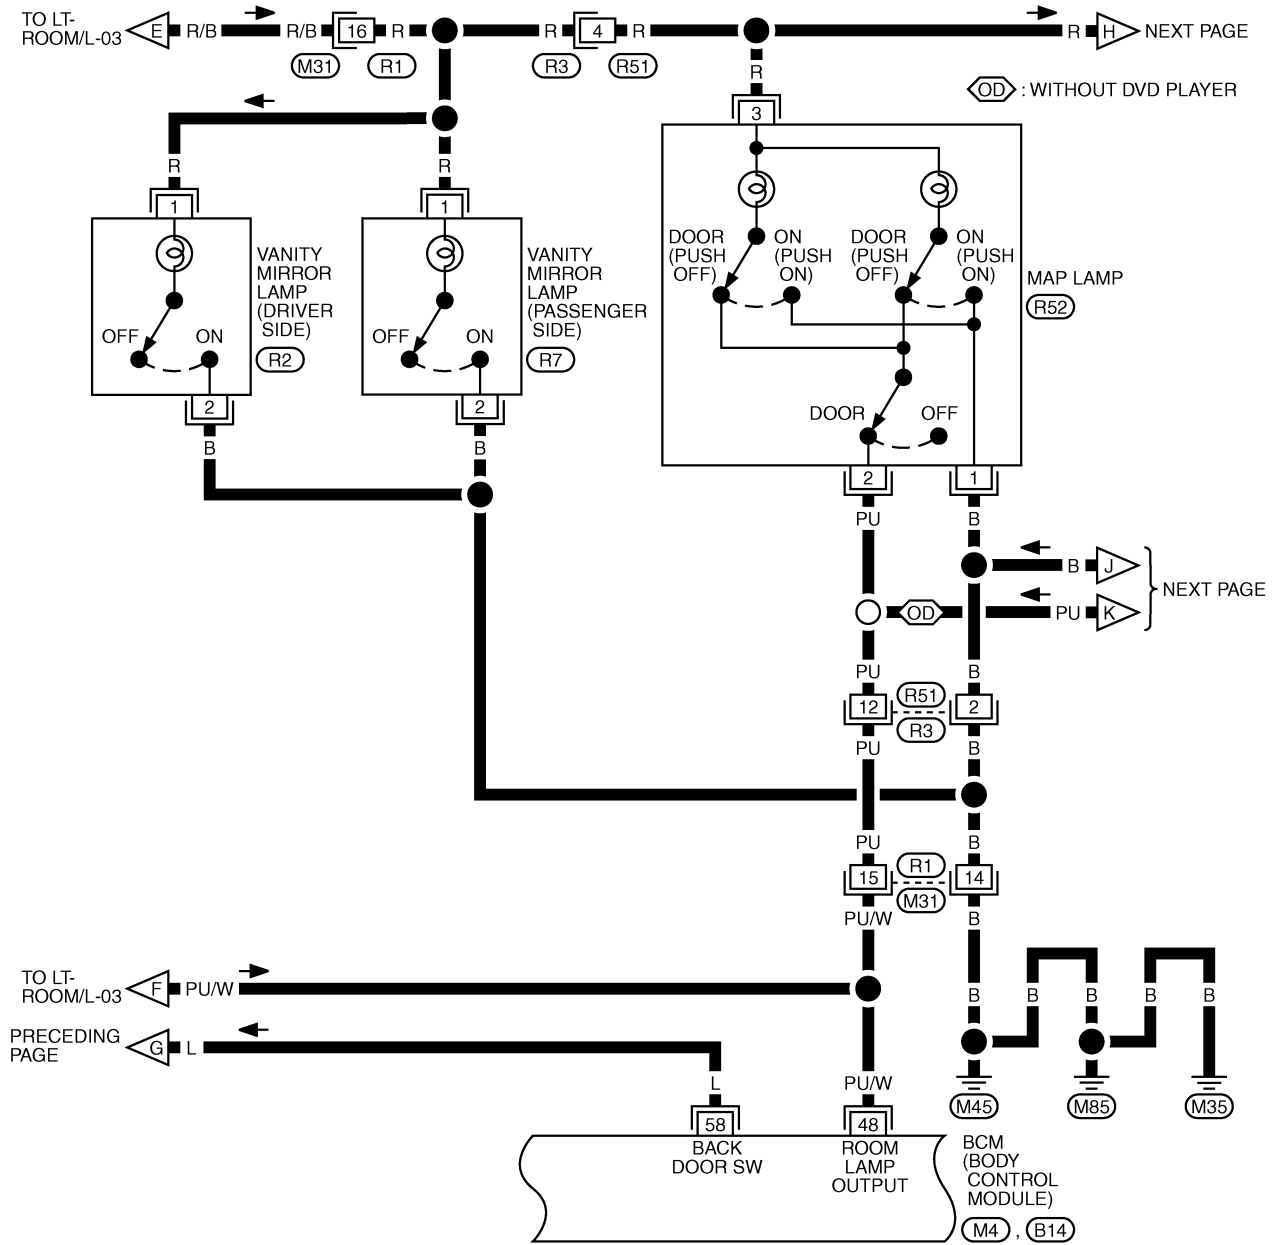 TO LT-
ROOM/L-03
E
R/B
R/B
16
R
R
4
R
R
H
NEXT PAGE
M31
R1
R3
R51
R
OD : WITHOUT DVD PLAYER
3
R
R
1
1
VANITY
MIRROR
LAMP
(DRIVER
SIDE)
R2
OFF
ON
VANITY
MIRROR
LAMP
(PASSENGER
SIDE)
R7
OFF
ON
DOOR
(PUSH
OFF)
ON
(PUSH
ON)
DOOR
(PUSH
OFF)
ON
(PUSH
ON)
MAP LAMP
R52
2
2
B
B
DOOR
OFF
2
1
PU
B
B
J
OD
PU
K
NEXT PAGE
PU
B
R51
12
2
R3
PU
B
PU
B
R1
15
14
M31
PU/W
B
TO LT-
ROOM/L-03
F
PU/W
B
B
B
B
B
PRECEDING
PAGE
G
L
L
PU/W
M45
M85
M35
58
48
BACK
DOOR SW
ROOM
LAMP
OUTPUT
BCM
(BODY
CONTROL
MODULE)
M4 , B14